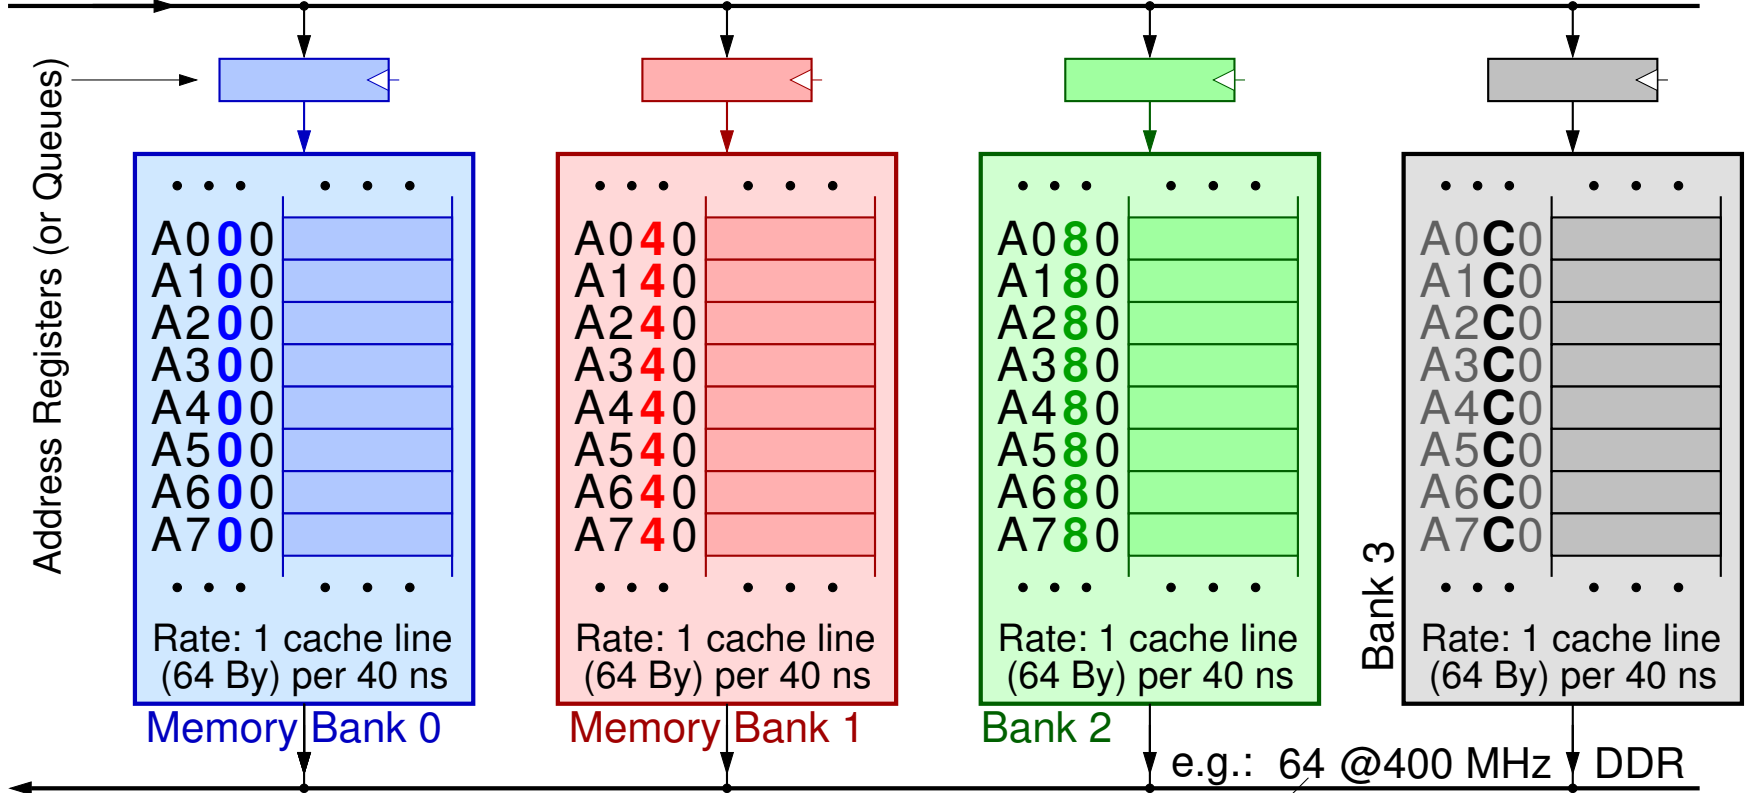 Address Registers (or Queues)
A000
A100
A200
A300
A400
A500
A600
A700
Rate: 1 cache line
(64 By) per 40 ns
Memory Bank 0
A040
A140
A240
A340
A440
A540
A640
A740
Rate: 1 cache line
(64 By) per 40 ns
Memory Bank 1
A080
A180
A280
A380
A480
A580
A680
A780
Rate: 1 cache line
(64 By) per 40 ns
Bank 2
A0C0
A1C0
A2C0
A3C0
A4C0
A5C0
A6C0
A7C0
Rate: 1 cache line
(64 By) per 40 ns
Bank 3
e.g.: 64 @400 MHz DDR